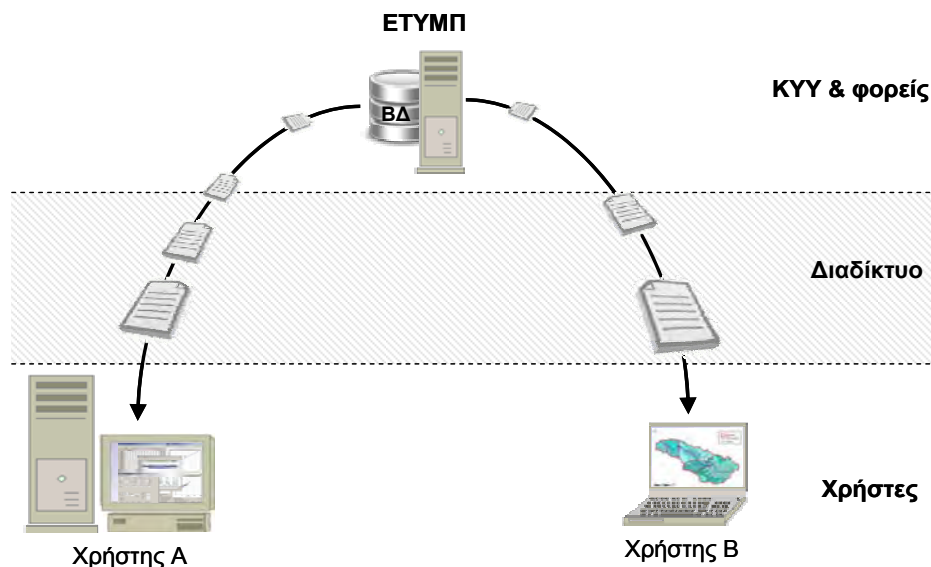 ΕΤΥΜΠ
ΚΥΥ & φορείς
ΒΔ
Διαδίκτυο
Χρήστες
Χρήστης Α
Χρήστης Β